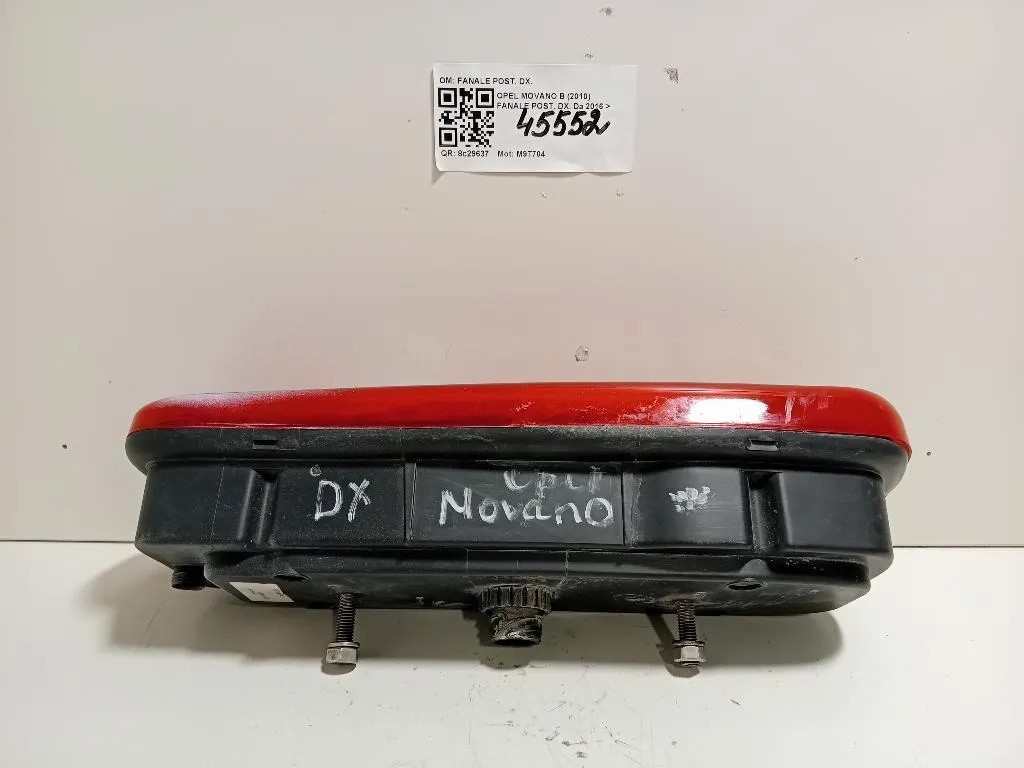 OM: FANALE POST. DX.
OPEL MOVANO B (2010)
FANALE POST. DX. Da 2016 >
45552
QR: 8c29637 Mot: M9T704
DX
Opel
Movano